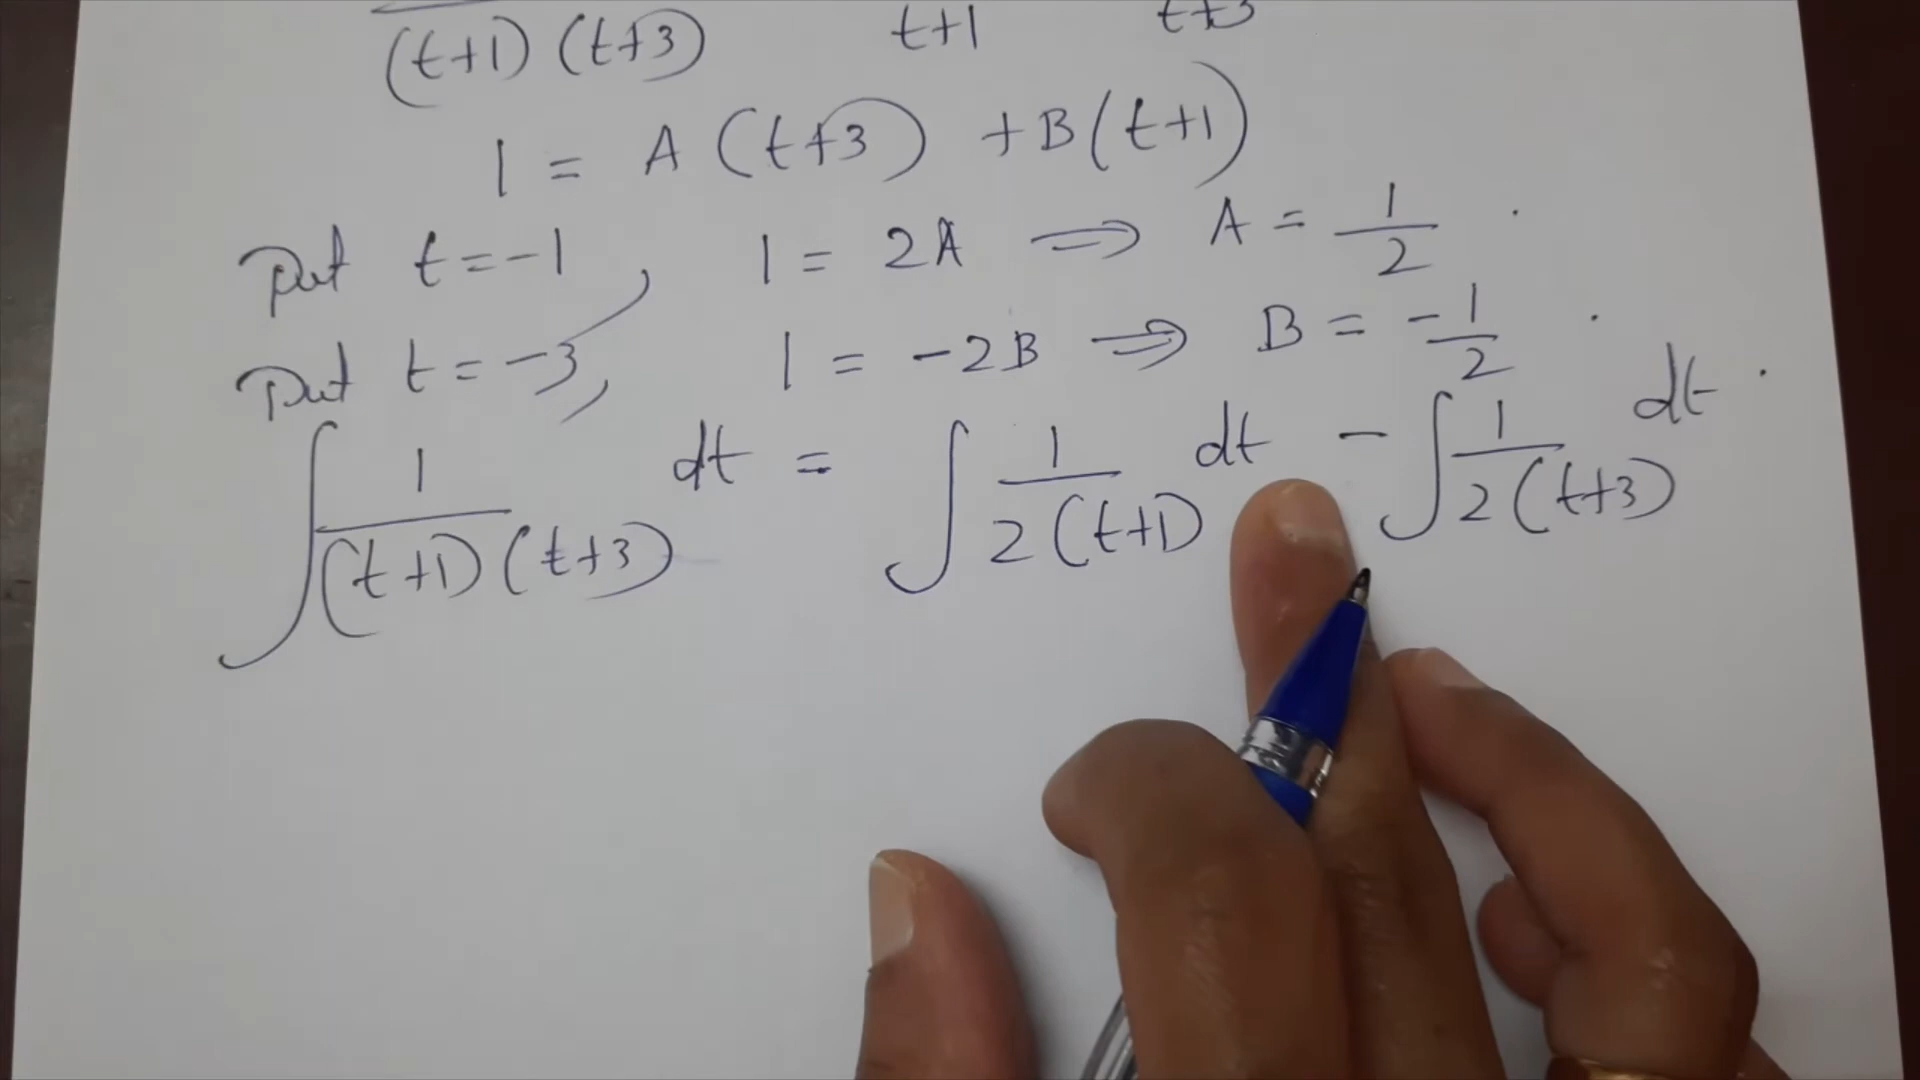 (t+1) (t+3) t+1 t+3
1 = A (t+3) + B(t+1)
put t=-1, 1 = 2A ⟹ A = 1/2 .
put t=-3, 1 = -2B ⟹ B = -1/2 .
∫ 1/((t+1)(t+3)) dt = ∫ 1/(2(t+1)) dt - ∫ 1/(2(t+3)) dt .